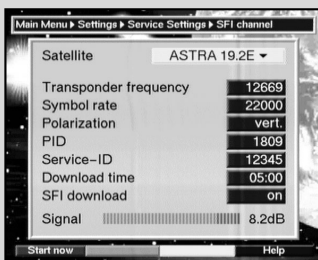 Main Menu ▸ Settings ▸ Service Settings ▸ SFI channel
Satellite ASTRA 19.2E ▾
Transponder frequency 12669
Symbol rate 22000
Polarization vert.
PID 1809
Service-ID 12345
Download time 05:00
SFI download on
Signal 8.2dB
Start now Help